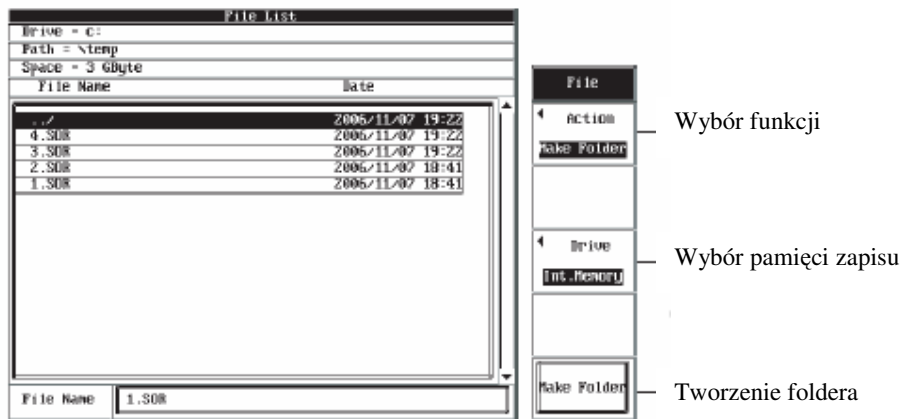 File List
Drive = c:
Path = \temp
Space = 3 GByte
File Name Date
../ 2006/11/07 19:22
4.SOR 2006/11/07 19:22
3.SOR 2006/11/07 19:22
2.SOR 2006/11/07 18:41
1.SOR 2006/11/07 18:41
File Name 1.SOR
File
Action
Make Folder
Wybór funkcji
Drive
Int.Memory
Wybór pamięci zapisu
Make Folder
Tworzenie foldera